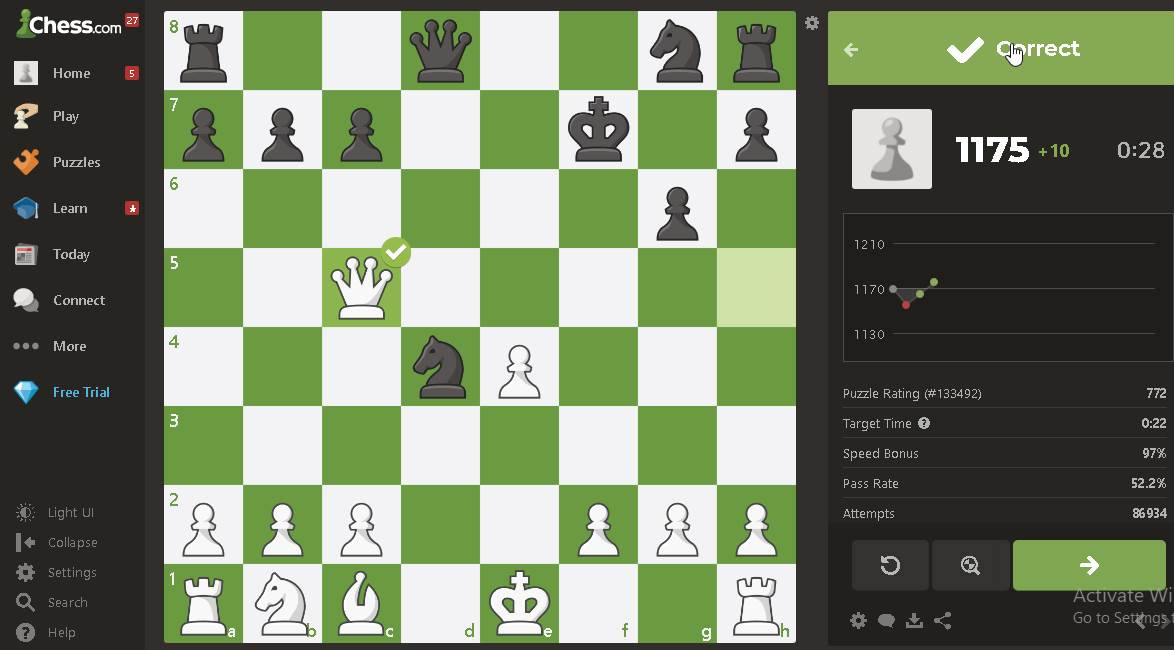 Chess.com 27
Home 5
Play
Puzzles
Learn
Today
Connect
More
Free Trial
Light UI
Collapse
Settings
Search
Help
8
7
6
5
4
3
2
1
a b c d e f g h
Correct
1175 +10 0:28
1210
1170
1130
Puzzle Rating (#133492) 772
Target Time ? 0:22
Speed Bonus 97%
Pass Rate 52.2%
Attempts 86934
Activate Wi
Go to Settings t